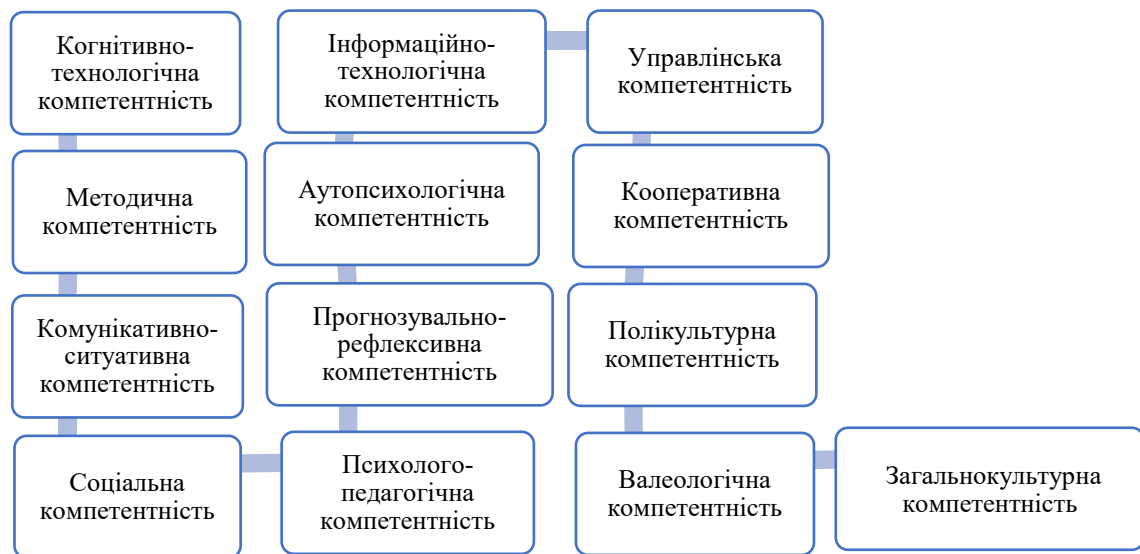 Когнітивно-
технологічна
компетентність
Методична
компетентність
Комунікативно-
ситуативна
компетентність
Соціальна
компетентність
Психолого-
педагогічна
компетентність
Прогнозувально-
рефлексивна
компетентність
Аутопсихологічна
компетентність
Інформаційно-
технологічна
компетентність
Управлінська
компетентність
Кооперативна
компетентність
Полікультурна
компетентність
Валеологічна
компетентність
Загальнокультурна
компетентність